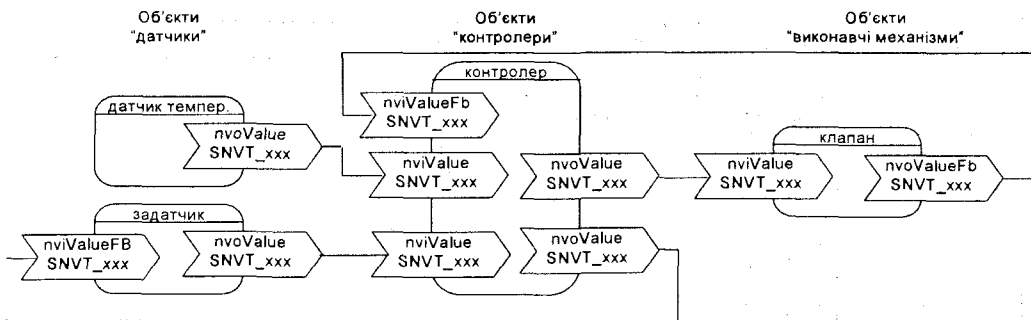 Об'єкти
"датчики"
Об'єкти
"контролери"
Об'єкти
"виконавчі механізми"
контролер
nviValueFb
SNVT_xxx
датчик темпер.
nvoValue
SNVT_xxx
nviValue
SNVT_xxx
nvoValue
SNVT_xxx
клапан
nviValue
SNVT_xxx
nvoValueFb
SNVT_xxx
задатчик
nviValueFB
SNVT_xxx
nvoValue
SNVT_xxx
nviValue
SNVT_xxx
nvoValue
SNVT_xxx